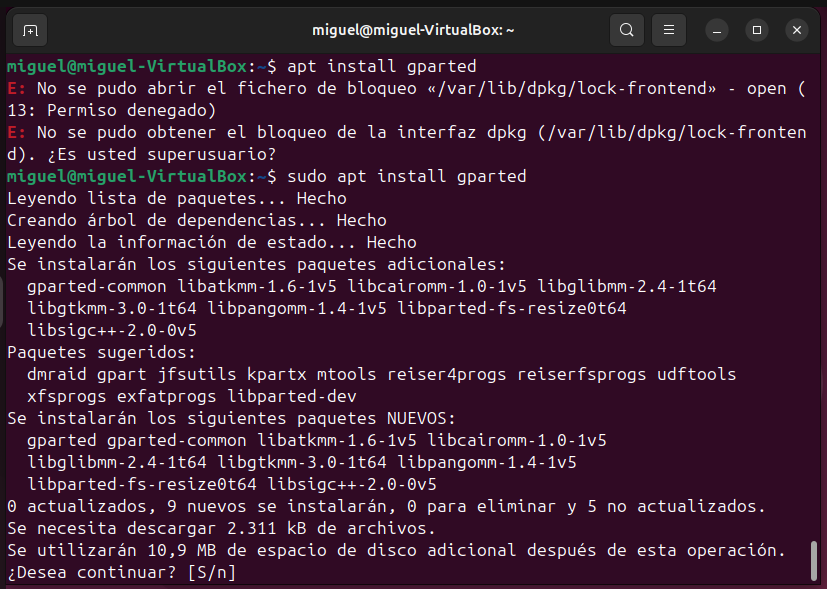 miguel@miguel-VirtualBox: ~
miguel@miguel-VirtualBox:~$ apt install gparted
E: No se pudo abrir el fichero de bloqueo «/var/lib/dpkg/lock-frontend» - open (
13: Permiso denegado)
E: No se pudo obtener el bloqueo de la interfaz dpkg (/var/lib/dpkg/lock-fronten
d). ¿Es usted superusuario?
miguel@miguel-VirtualBox:~$ sudo apt install gparted
Leyendo lista de paquetes... Hecho
Creando árbol de dependencias... Hecho
Leyendo la información de estado... Hecho
Se instalarán los siguientes paquetes adicionales:
  gparted-common libatkmm-1.6-1v5 libcairomm-1.0-1v5 libglibmm-2.4-1t64
  libgtkmm-3.0-1t64 libpangomm-1.4-1v5 libparted-fs-resize0t64
  libsigc++-2.0-0v5
Paquetes sugeridos:
  dmraid gpart jfsutils kpartx mtools reiser4progs reiserfsprogs udftools
  xfsprogs exfatprogs libparted-dev
Se instalarán los siguientes paquetes NUEVOS:
  gparted gparted-common libatkmm-1.6-1v5 libcairomm-1.0-1v5
  libglibmm-2.4-1t64 libgtkmm-3.0-1t64 libpangomm-1.4-1v5
  libparted-fs-resize0t64 libsigc++-2.0-0v5
0 actualizados, 9 nuevos se instalarán, 0 para eliminar y 5 no actualizados.
Se necesita descargar 2.311 kB de archivos.
Se utilizarán 10,9 MB de espacio de disco adicional después de esta operación.
¿Desea continuar? [S/n]